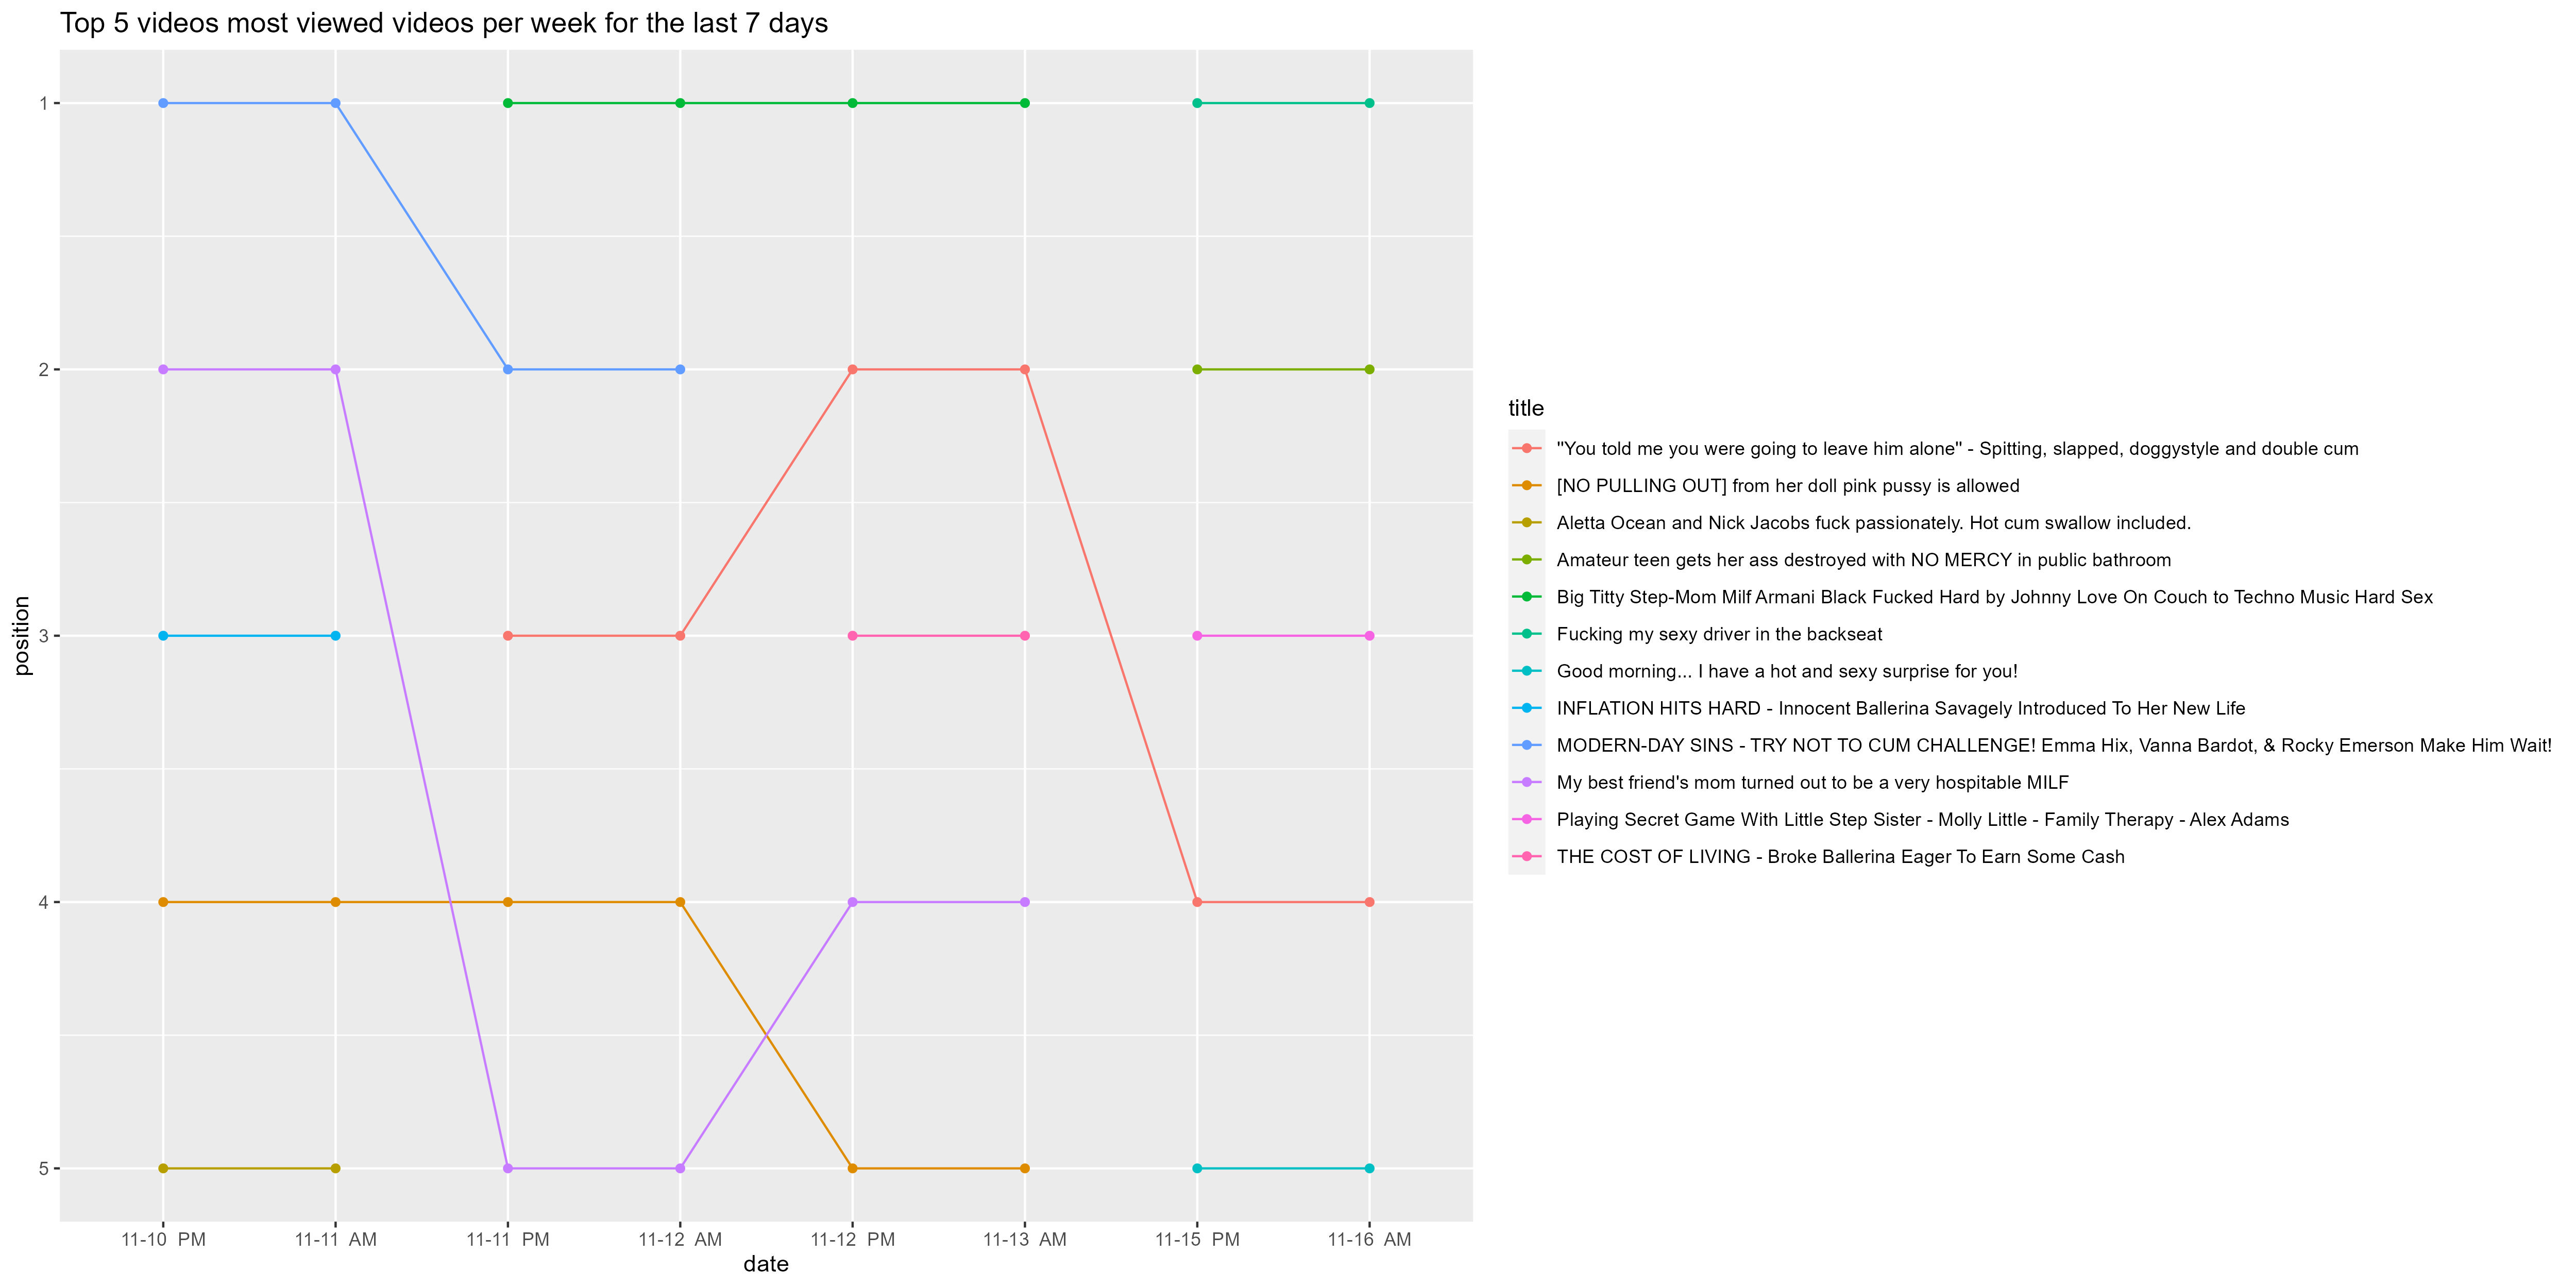 Top 5 videos most viewed videos per week for the last 7 days
position
1
2
3
4
5
11-10 PM
11-11 AM
11-11 PM
11-12 AM
11-12 PM
11-13 AM
11-15 PM
11-16 AM
date
title
"You told me you were going to leave him alone" - Spitting, slapped, doggystyle and double cum
[NO PULLING OUT] from her doll pink pussy is allowed
Aletta Ocean and Nick Jacobs fuck passionately. Hot cum swallow included.
Amateur teen gets her ass destroyed with NO MERCY in public bathroom
Big Titty Step-Mom Milf Armani Black Fucked Hard by Johnny Love On Couch to Techno Music Hard Sex
Fucking my sexy driver in the backseat
Good morning... I have a hot and sexy surprise for you!
INFLATION HITS HARD - Innocent Ballerina Savagely Introduced To Her New Life
MODERN-DAY SINS - TRY NOT TO CUM CHALLENGE! Emma Hix, Vanna Bardot, & Rocky Emerson Make Him Wait!
My best friend's mom turned out to be a very hospitable MILF
Playing Secret Game With Little Step Sister - Molly Little - Family Therapy - Alex Adams
THE COST OF LIVING - Broke Ballerina Eager To Earn Some Cash